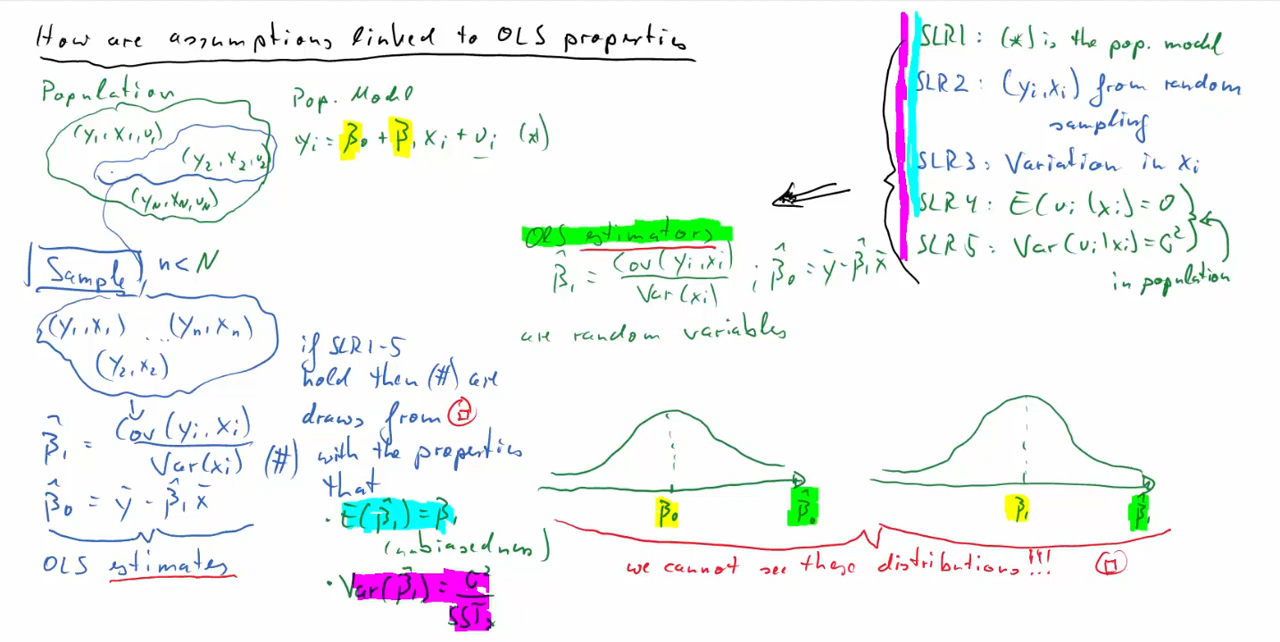 How are assumptions linked to OLS properties
Population
(y₁, x₁, u₁)
(y₂, x₂, u₂)
(y_N, x_N, u_N)
Pop. Model
yᵢ = β₀ + β₁ xᵢ + uᵢ (*)
SLR1 : (*) is the pop. model
SLR2 : (yᵢ, xᵢ) from random
sampling
SLR3 : Variation in xᵢ
SLR4 : E(uᵢ|xᵢ) = 0
SLR5 : Var(uᵢ|xᵢ) = σ²
in population
Sample, n < N
(y₁, x₁) ... (yₙ, xₙ)
(y₂, x₂)
β̂₁ = Cov(yᵢ, xᵢ) / Var(xᵢ) (#)
β̂₀ = ȳ - β̂₁ x̄
OLS estimates
if SLR1-5
hold then (#) are
draws from
with the properties
that
· E(β̂₁) = β₁
(unbiasedness)
· Var(β̂₁) = σ² / SSTₓ
OLS estimators
β̂₁ = Cov(yᵢ, xᵢ) / Var(xᵢ) ; β̂₀ = ȳ - β̂₁ x̄
are random variables
β₀ β̂₀
β₁ β̂₁
we cannot see these distributions!!!